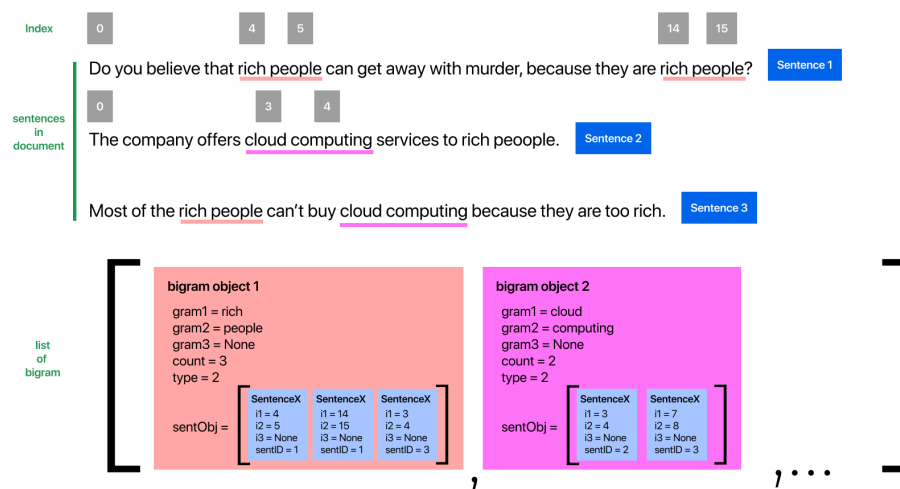 Index 0 4 5 14 15
Do you believe that rich people can get away with murder, because they are rich people? Sentence 1
0 3 4
sentences
in
document
The company offers cloud computing services to rich peoople. Sentence 2
Most of the rich people can't buy cloud computing because they are too rich. Sentence 3
list
of
bigram
[
bigram object 1
gram1 = rich
gram2 = people
gram3 = None
count = 3
type = 2
sentObj = [
SentenceX
i1 = 4
i2 = 5
i3 = None
sentID = 1
SentenceX
i1 = 14
i2 = 15
i3 = None
sentID = 1
SentenceX
i1 = 3
i2 = 4
i3 = None
sentID = 3
]
,
bigram object 2
gram1 = cloud
gram2 = computing
gram3 = None
count = 2
type = 2
sentObj = [
SentenceX
i1 = 3
i2 = 4
i3 = None
sentID = 2
SentenceX
i1 = 7
i2 = 8
i3 = None
sentID = 3
]
,...
]